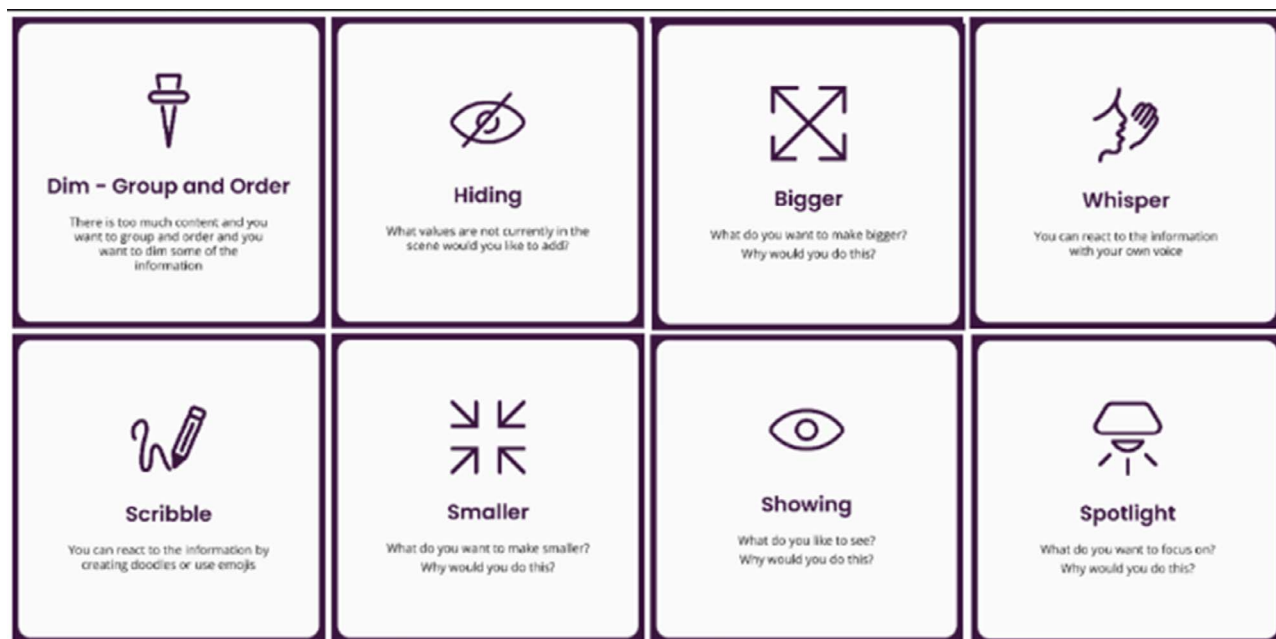 Dim - Group and Order
There is too much content and you
want to group and order and you
want to dim some of the
information
Hiding
What values are not currently in the
scene would you like to add?
Bigger
What do you want to make bigger?
Why would you do this?
Whisper
You can react to the information
with your own voice
Scribble
You can react to the information by
creating doodles or use emojis
Smaller
What do you want to make smaller?
Why would you do this?
Showing
What do you like to see?
Why would you do this?
Spotlight
What do you want to focus on?
Why would you do this?